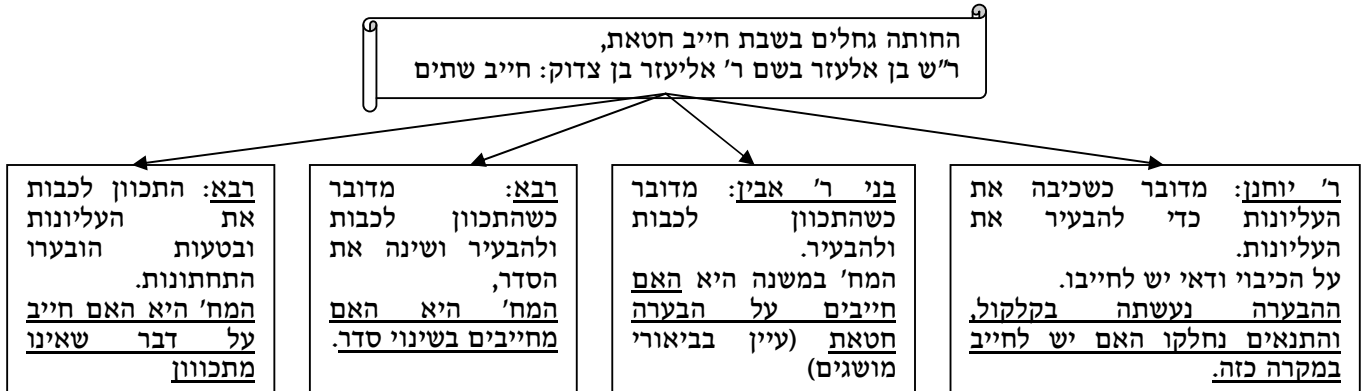 החותה גחלים בשבת חייב חטאת,
ר"ש בן אלעזר בשם ר' אליעזר בן צדוק: חייב שתים
ר' יוחנן: מדובר כשכיבה את
העליונות כדי להבעיר את
העליונות.
על הכיבוי ודאי יש לחייבו.
ההבערה נעשתה בקלקול,
והתנאים נחלקו האם יש לחייב
במקרה כזה.
בני ר' אבין: מדובר
כשהתכוון לכבות
ולהבעיר.
המח' במשנה היא האם
חייבים על הבערה
חטאת (עיין בביאורי
מושגים)
רבא: מדובר
כשהתכוון לכבות
ולהבעיר ושינה את
הסדר,
המח' היא האם
מחייבים בשינוי סדר.
רבא: התכוון לכבות
את העליונות
ובטעות הובערו
התחתונות.
המח' היא האם חייב
על דבר שאינו
מתכוווון